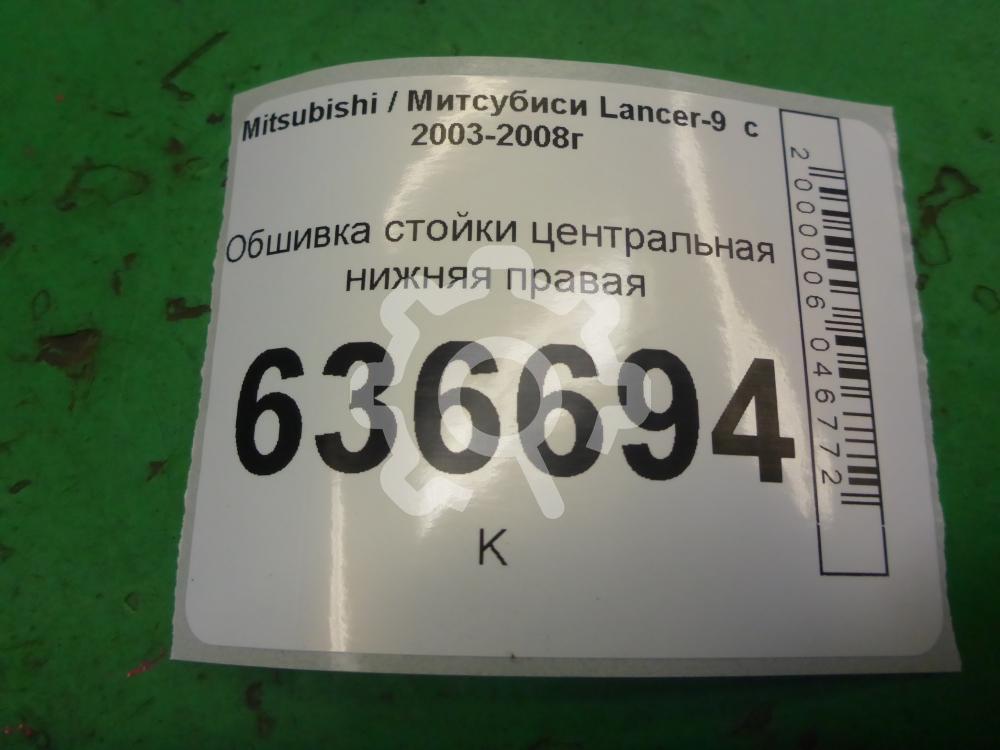 Mitsubishi / Митсубиси Lancer-9 с
2003-2008г
Обшивка стойки центральная
нижняя правая
636694
К
2000006046772